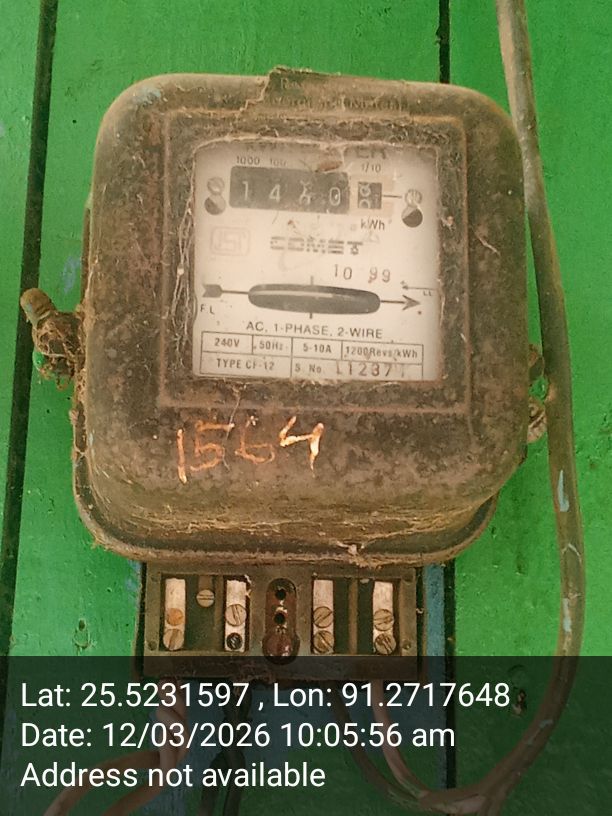 1000 100
1/10
kWh
ISI
COMET
10 99
F.L
AC, 1-PHASE, 2-WIRE
240V 50Hz 5-10A 1200Revs/kWh
TYPE CF-12 S. No.
1564
Lat: 25.5231597 , Lon: 91.2717648
Date: 12/03/2026 10:05:56 am
Address not available